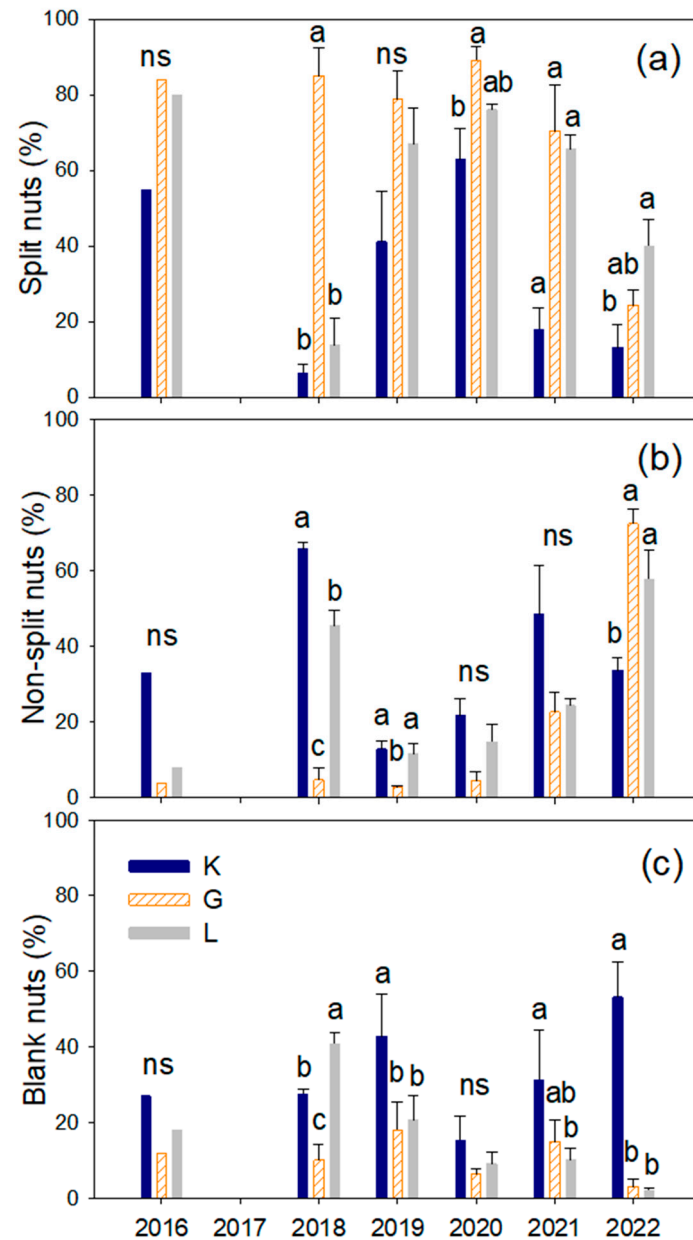 100
(a)
Split nuts (%)
80
60
40
20
0
ns
b
a
b
ns
b
a
ab
a
a
a
b
ab
a
100
(b)
Non-split nuts (%)
80
60
40
20
0
ns
a
c
b
a
b
a
ns
ns
b
a
a
100
(c)
Blank nuts (%)
80
60
40
20
0
K
G
L
ns
b
c
a
a
b
b
ns
a
ab
b
a
b
b
2016 2017 2018 2019 2020 2021 2022